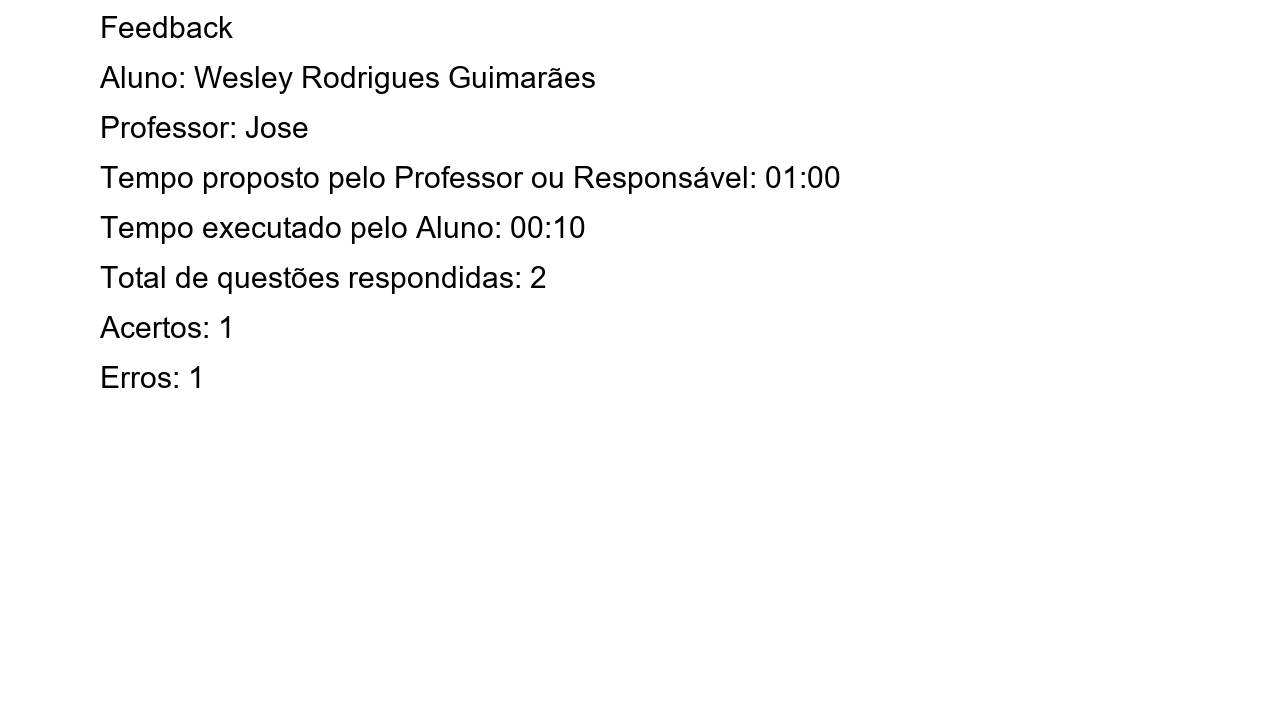 Feedback
Aluno: Wesley Rodrigues Guimarães
Professor: Jose
Tempo proposto pelo Professor ou Responsável: 01:00
Tempo executado pelo Aluno: 00:10
Total de questões respondidas: 2
Acertos: 1
Erros: 1